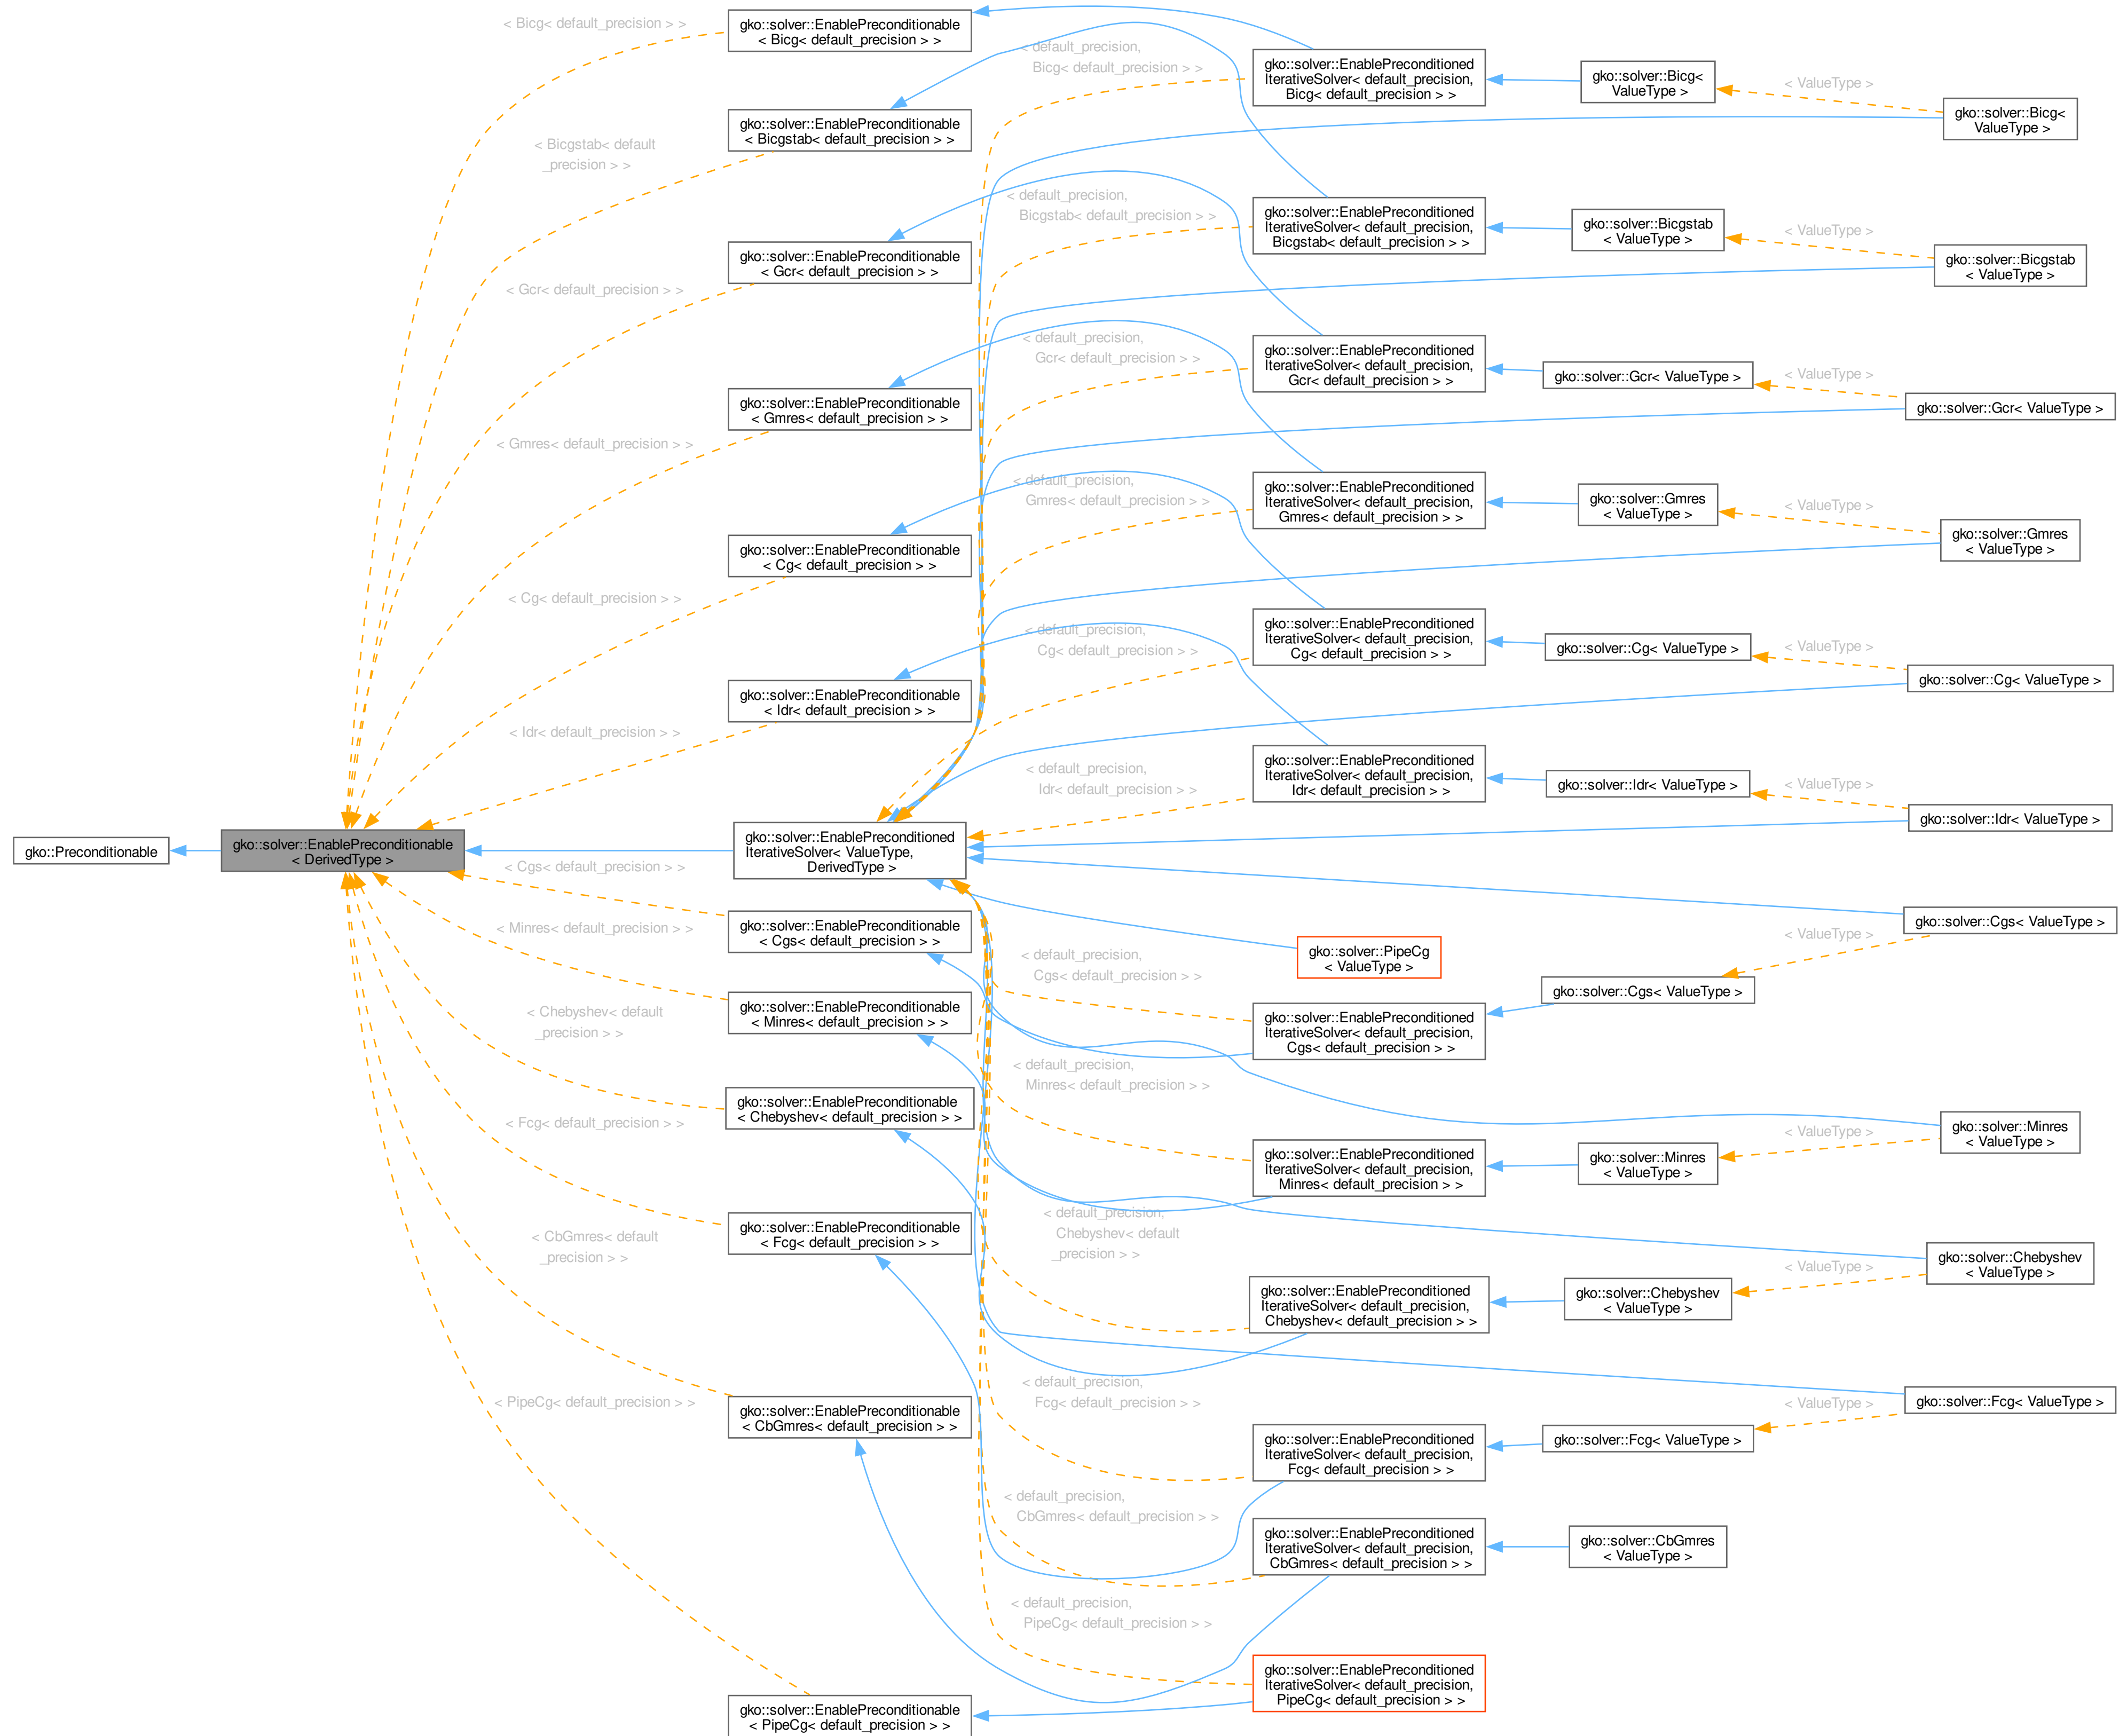 gko::Preconditionable
gko::solver::EnablePreconditionable
< DerivedType >
< Bicg< default_precision > >
< Bicgstab< default
_precision > >
< Gcr< default_precision > >
< Gmres< default_precision > >
< Cg< default_precision > >
< Idr< default_precision > >
< Cgs< default_precision > >
< Minres< default_precision > >
< Chebyshev< default
_precision > >
< Fcg< default_precision > >
< CbGmres< default
_precision > >
< PipeCg< default_precision > >
gko::solver::EnablePreconditionable
< Bicg< default_precision > >
gko::solver::EnablePreconditionable
< Bicgstab< default_precision > >
gko::solver::EnablePreconditionable
< Gcr< default_precision > >
gko::solver::EnablePreconditionable
< Gmres< default_precision > >
gko::solver::EnablePreconditionable
< Cg< default_precision > >
gko::solver::EnablePreconditionable
< Idr< default_precision > >
gko::solver::EnablePreconditioned
IterativeSolver< ValueType,
DerivedType >
gko::solver::EnablePreconditionable
< Cgs< default_precision > >
gko::solver::EnablePreconditionable
< Minres< default_precision > >
gko::solver::EnablePreconditionable
< Chebyshev< default_precision > >
gko::solver::EnablePreconditionable
< Fcg< default_precision > >
gko::solver::EnablePreconditionable
< CbGmres< default_precision > >
gko::solver::EnablePreconditionable
< PipeCg< default_precision > >
< default_precision,
Bicg< default_precision > >
< default_precision,
Bicgstab< default_precision > >
< default_precision,
Gcr< default_precision > >
< default_precision,
Gmres< default_precision > >
< default_precision,
Cg< default_precision > >
< default_precision,
Idr< default_precision > >
< default_precision,
Cgs< default_precision > >
< default_precision,
Minres< default_precision > >
< default_precision,
Chebyshev< default
_precision > >
< default_precision,
Fcg< default_precision > >
< default_precision,
CbGmres< default_precision > >
< default_precision,
PipeCg< default_precision > >
gko::solver::EnablePreconditioned
IterativeSolver< default_precision,
Bicg< default_precision > >
gko::solver::EnablePreconditioned
IterativeSolver< default_precision,
Bicgstab< default_precision > >
gko::solver::EnablePreconditioned
IterativeSolver< default_precision,
Gcr< default_precision > >
gko::solver::EnablePreconditioned
IterativeSolver< default_precision,
Gmres< default_precision > >
gko::solver::EnablePreconditioned
IterativeSolver< default_precision,
Cg< default_precision > >
gko::solver::EnablePreconditioned
IterativeSolver< default_precision,
Idr< default_precision > >
gko::solver::PipeCg
< ValueType >
gko::solver::EnablePreconditioned
IterativeSolver< default_precision,
Cgs< default_precision > >
gko::solver::EnablePreconditioned
IterativeSolver< default_precision,
Minres< default_precision > >
gko::solver::EnablePreconditioned
IterativeSolver< default_precision,
Chebyshev< default_precision > >
gko::solver::EnablePreconditioned
IterativeSolver< default_precision,
Fcg< default_precision > >
gko::solver::EnablePreconditioned
IterativeSolver< default_precision,
CbGmres< default_precision > >
gko::solver::EnablePreconditioned
IterativeSolver< default_precision,
PipeCg< default_precision > >
gko::solver::Bicg<
ValueType >
gko::solver::Bicgstab
< ValueType >
gko::solver::Gcr< ValueType >
gko::solver::Gmres
< ValueType >
gko::solver::Cg< ValueType >
gko::solver::Idr< ValueType >
gko::solver::Cgs< ValueType >
gko::solver::Minres
< ValueType >
gko::solver::Chebyshev
< ValueType >
gko::solver::Fcg< ValueType >
gko::solver::CbGmres
< ValueType >
< ValueType >
< ValueType >
< ValueType >
< ValueType >
< ValueType >
< ValueType >
< ValueType >
< ValueType >
< ValueType >
< ValueType >
gko::solver::Bicg<
ValueType >
gko::solver::Bicgstab
< ValueType >
gko::solver::Gcr< ValueType >
gko::solver::Gmres
< ValueType >
gko::solver::Cg< ValueType >
gko::solver::Idr< ValueType >
gko::solver::Cgs< ValueType >
gko::solver::Minres
< ValueType >
gko::solver::Chebyshev
< ValueType >
gko::solver::Fcg< ValueType >